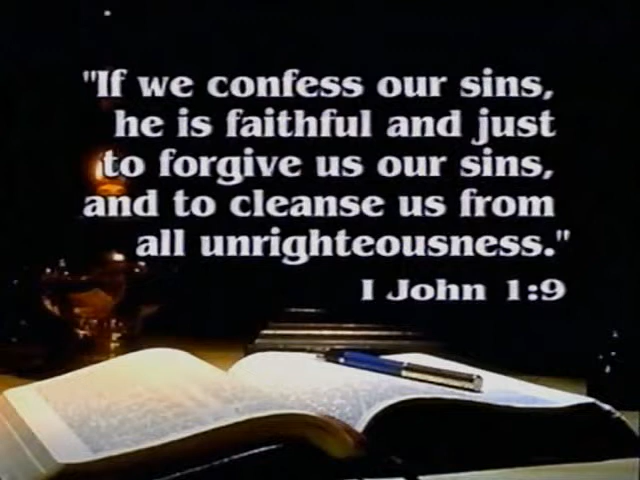 "If we confess our sins,
he is faithful and just
to forgive us our sins,
and to cleanse us from
all unrighteousness."
I John 1:9